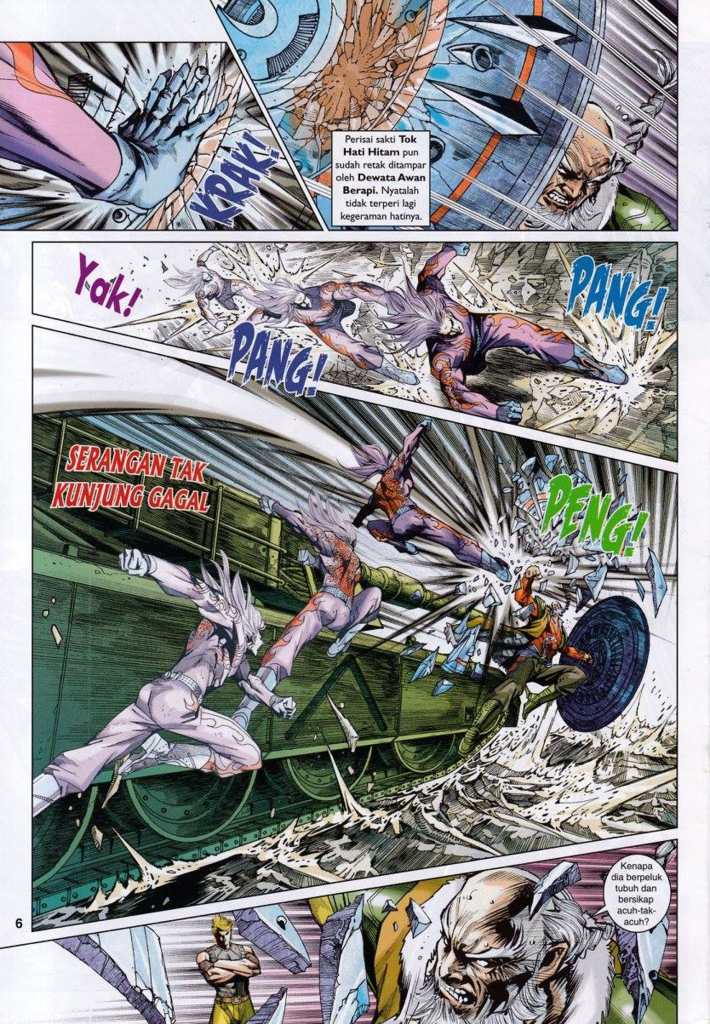 KRAK!
Perisai sakti Tok
Hati Hitam pun
sudah retak ditampar
oleh Dewata Awan
Berapi. Nyatalah
tidak terperi lagi
kegeraman hatinya.
Yak!
PANG!
PANG!
SERANGAN TAK
KUNJUNG GAGAL
PENG!
Kenapa
dia berpeluk
tubuh dan
bersikap
acuh-tak-
acuh?
6